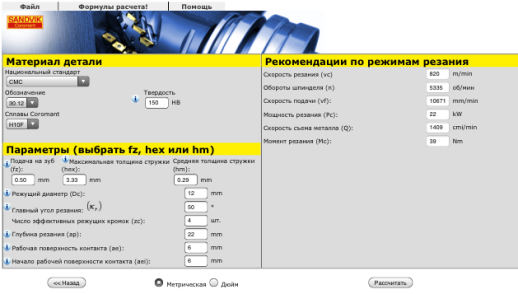 Файл Формулы расчета! Помощь
SANDVIK
Coromant
Материал детали
Национальный стандарт
CMC
Обозначение
30.12
Твердость
150 HB
Сплавы Coromant
H10F
Параметры (выбрать fz, hex или hm)
Подача на зуб (fz):
0.50 mm
Максимальная толщина стружки (hex):
3.33 mm
Средняя толщина стружки (hm):
0.29 mm
Режущий диаметр (Dc): 12 mm
Главный угол резания: (κr) 50 °
Число эффективных режущих кромок (zc): 4 шт.
Глубина резания (ap): 22 mm
Рабочая поверхность контакта (ae): 6 mm
Начало рабочей поверхности контакта (aei): 6 mm
Рекомендации по режимам резания
Скорость резания (vc) 820 m/min
Обороты шпинделя (n) 5335 об/мин
Скорость подачи (vf): 10671 mm/min
Мощность резания (Pc): 22 kW
Скорость съема металла (Q): 1409 cmi/min
Момент резания (Mc): 39 Nm
<< Назад
Метрическая Дюйм
Рассчитать